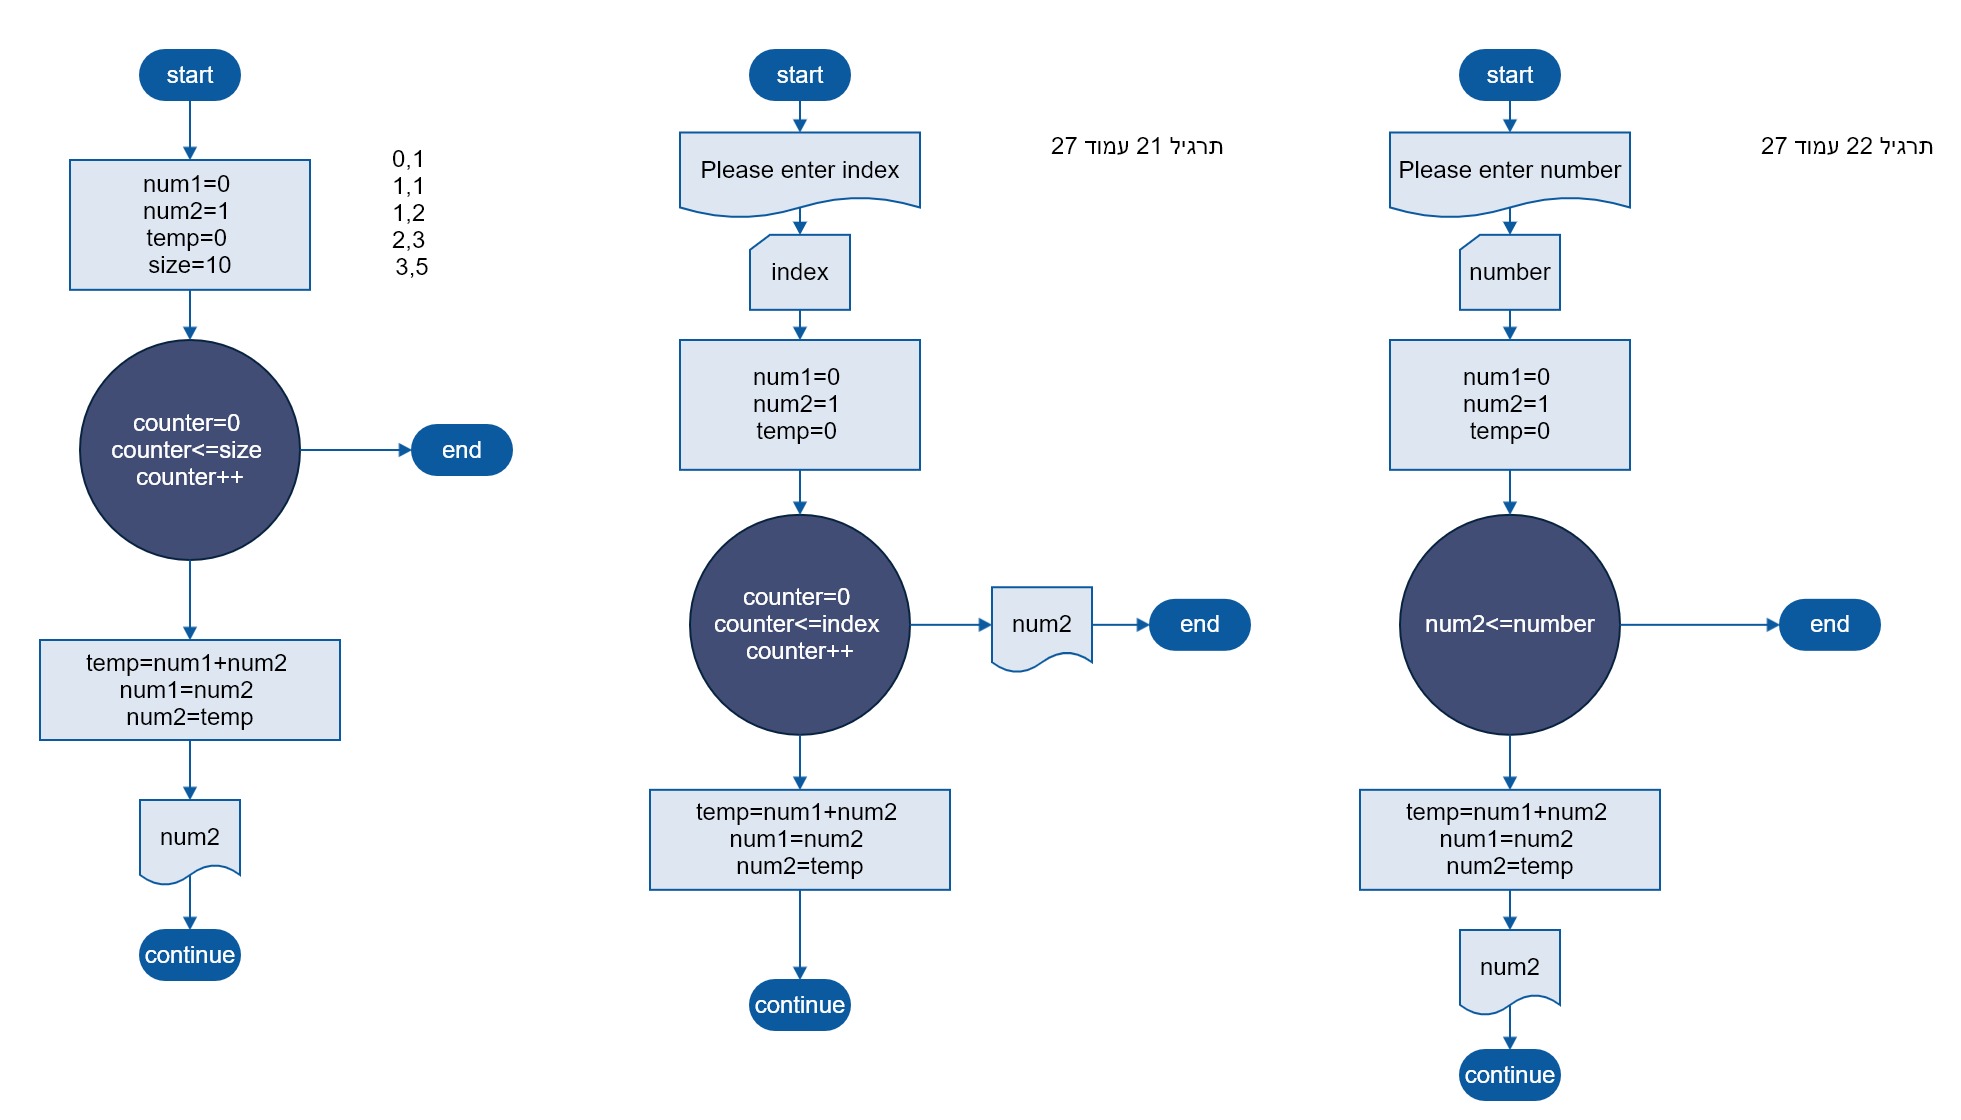 start
num1=0
num2=1
temp=0
size=10
0,1
1,1
1,2
2,3
3,5
counter=0
counter<=size
counter++
end
temp=num1+num2
num1=num2
num2=temp
num2
continue
start
תרגיל 21 עמוד 27
Please enter index
index
num1=0
num2=1
temp=0
counter=0
counter<=index
counter++
num2
end
temp=num1+num2
num1=num2
num2=temp
continue
start
תרגיל 22 עמוד 27
Please enter number
number
num1=0
num2=1
temp=0
num2<=number
end
temp=num1+num2
num1=num2
num2=temp
num2
continue